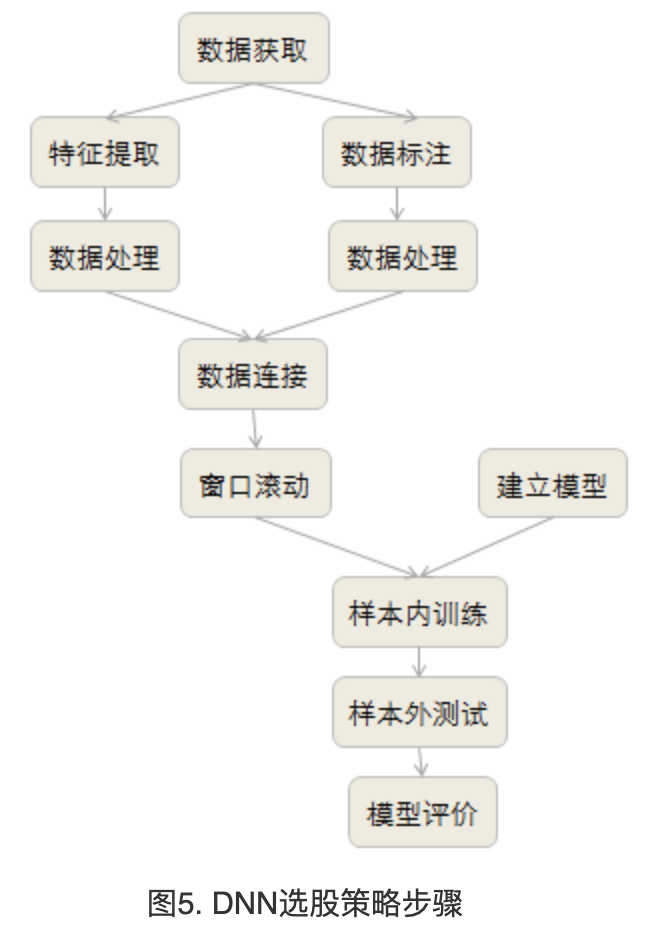 数据获取
特征提取
数据标注
数据处理
数据处理
数据连接
窗口滚动
建立模型
样本内训练
样本外测试
模型评价
图5. DNN选股策略步骤